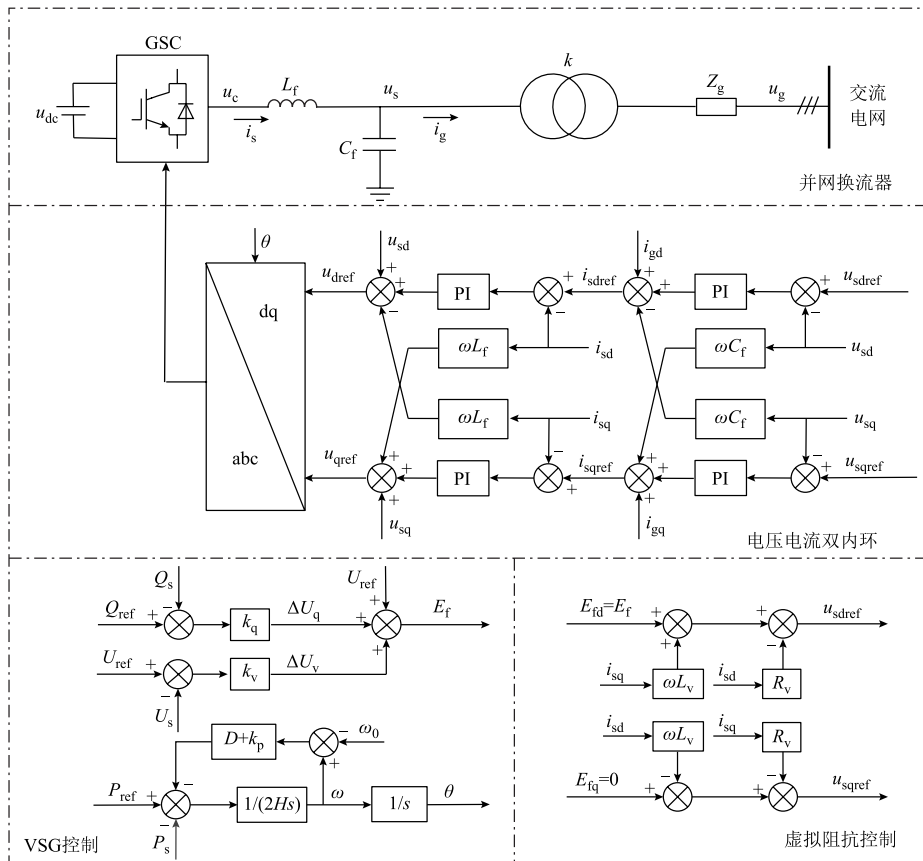 GSC
u_dc
u_c
L_f
u_s
k
Z_g
u_g
交流
电网
i_s
C_f
i_g
并网换流器
θ
u_sd
i_gd
u_dref
+
+
-
PI
+
-
i_sdref
+
+
-
PI
+
-
u_sdref
dq
ωL_f
i_sd
ωC_f
u_sd
ωL_f
i_sq
ωC_f
u_sq
abc
u_qref
+
+
+
PI
-
+
i_sqref
+
+
+
PI
-
+
u_sqref
u_sq
i_gq
电压电流双内环
Q_s
U_ref
Q_ref
+
-
k_q
ΔU_q
+
+
+
E_f
U_ref
+
-
k_v
ΔU_v
U_s
D+k_p
-
+
ω_0
P_ref
+
-
-
1/(2Hs)
ω
1/s
θ
P_s
VSG控制
E_fd=E_f
+
+
+
-
u_sdref
i_sq
ωL_v
i_sd
R_v
i_sd
ωL_v
i_sq
R_v
E_fq=0
+
-
+
-
u_sqref
虚拟阻抗控制